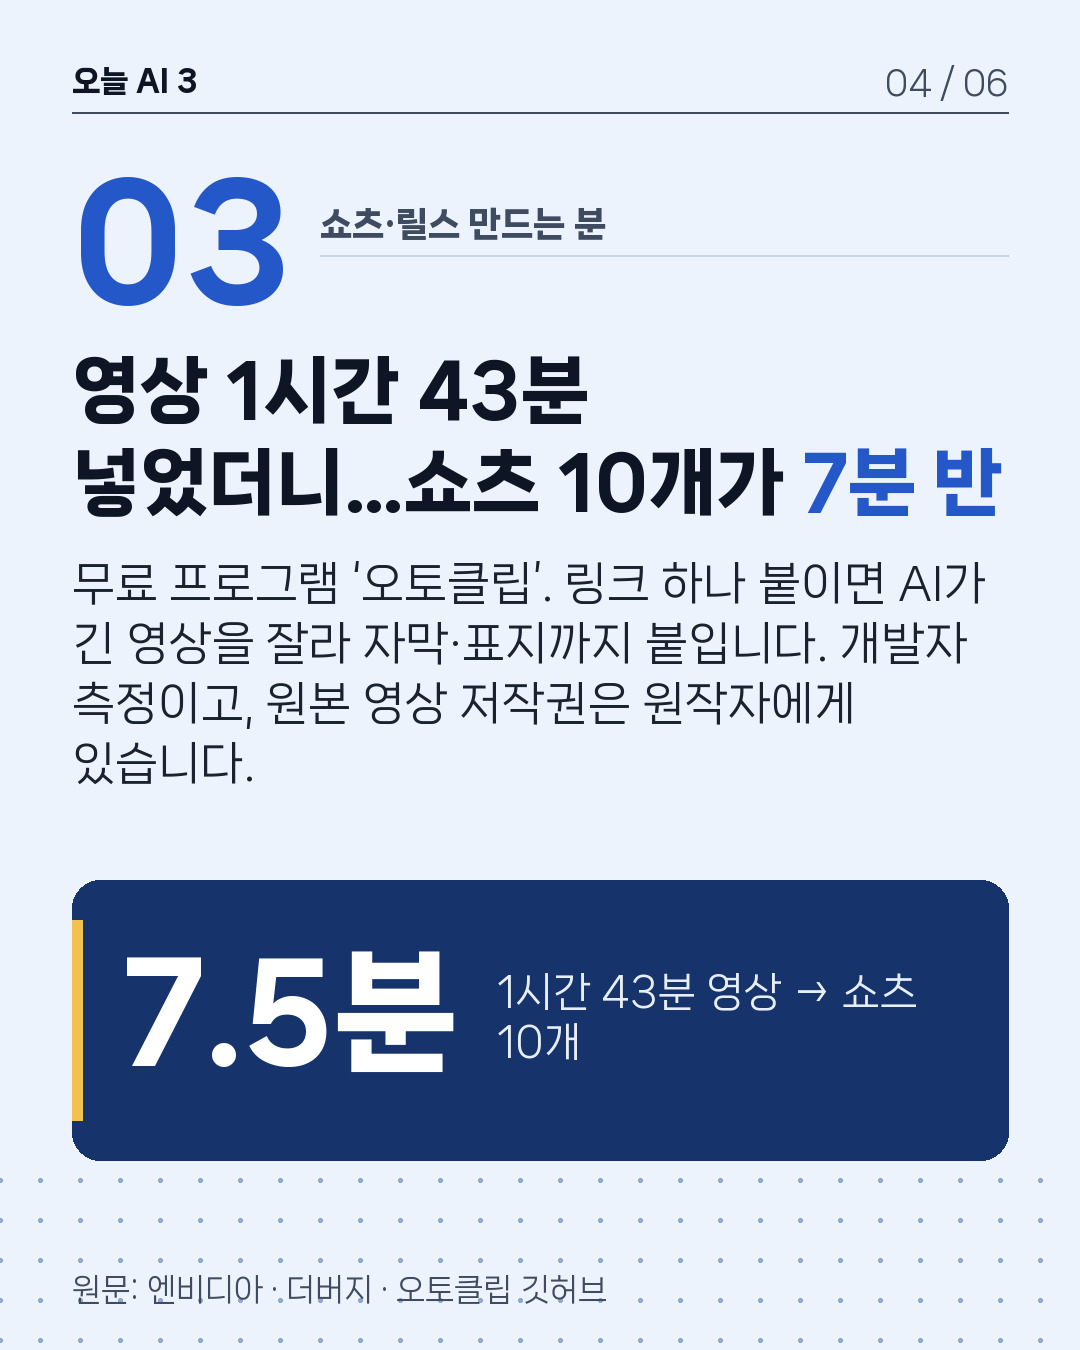 오늘 AI 3
04 / 06
03
쇼츠·릴스 만드는 분
영상 1시간 43분
넣었더니...쇼츠 10개가 7분 반
무료 프로그램 ‘오토클립’. 링크 하나 붙이면 AI가
긴 영상을 잘라 자막·표지까지 붙입니다. 개발자
측정이고, 원본 영상 저작권은 원작자에게
있습니다.
7.5분
1시간 43분 영상 → 쇼츠
10개
원문: 엔비디아 · 더버지 · 오토클립 깃허브